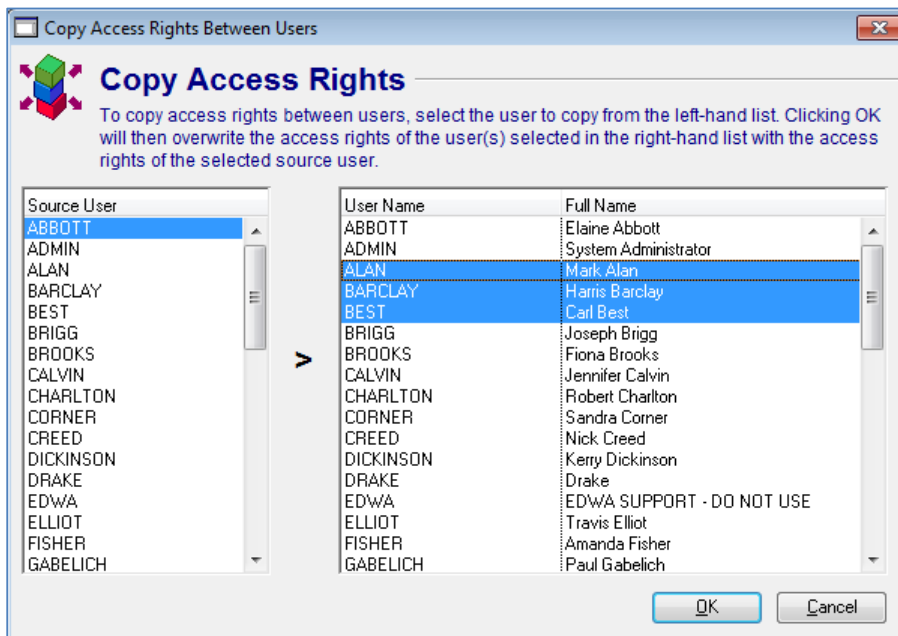 Copy Access Rights Between Users
Copy Access Rights
To copy access rights between users, select the user to copy from the left-hand list. Clicking OK
will then overwrite the access rights of the user(s) selected in the right-hand list with the access
rights of the selected source user.
Source User
ABBOTT
ADMIN
ALAN
BARCLAY
BEST
BRIGG
BROOKS
CALVIN
CHARLTON
CORNER
CREED
DICKINSON
DRAKE
EDWA
ELLIOT
FISHER
GABELICH
>
User Name Full Name
ABBOTT Elaine Abbott
ADMIN System Administrator
ALAN Mark Alan
BARCLAY Harris Barclay
BEST Carl Best
BRIGG Joseph Brigg
BROOKS Fiona Brooks
CALVIN Jennifer Calvin
CHARLTON Robert Charlton
CORNER Sandra Corner
CREED Nick Creed
DICKINSON Kerry Dickinson
DRAKE Drake
EDWA EDWA SUPPORT - DO NOT USE
ELLIOT Travis Elliot
FISHER Amanda Fisher
GABELICH Paul Gabelich
OK Cancel